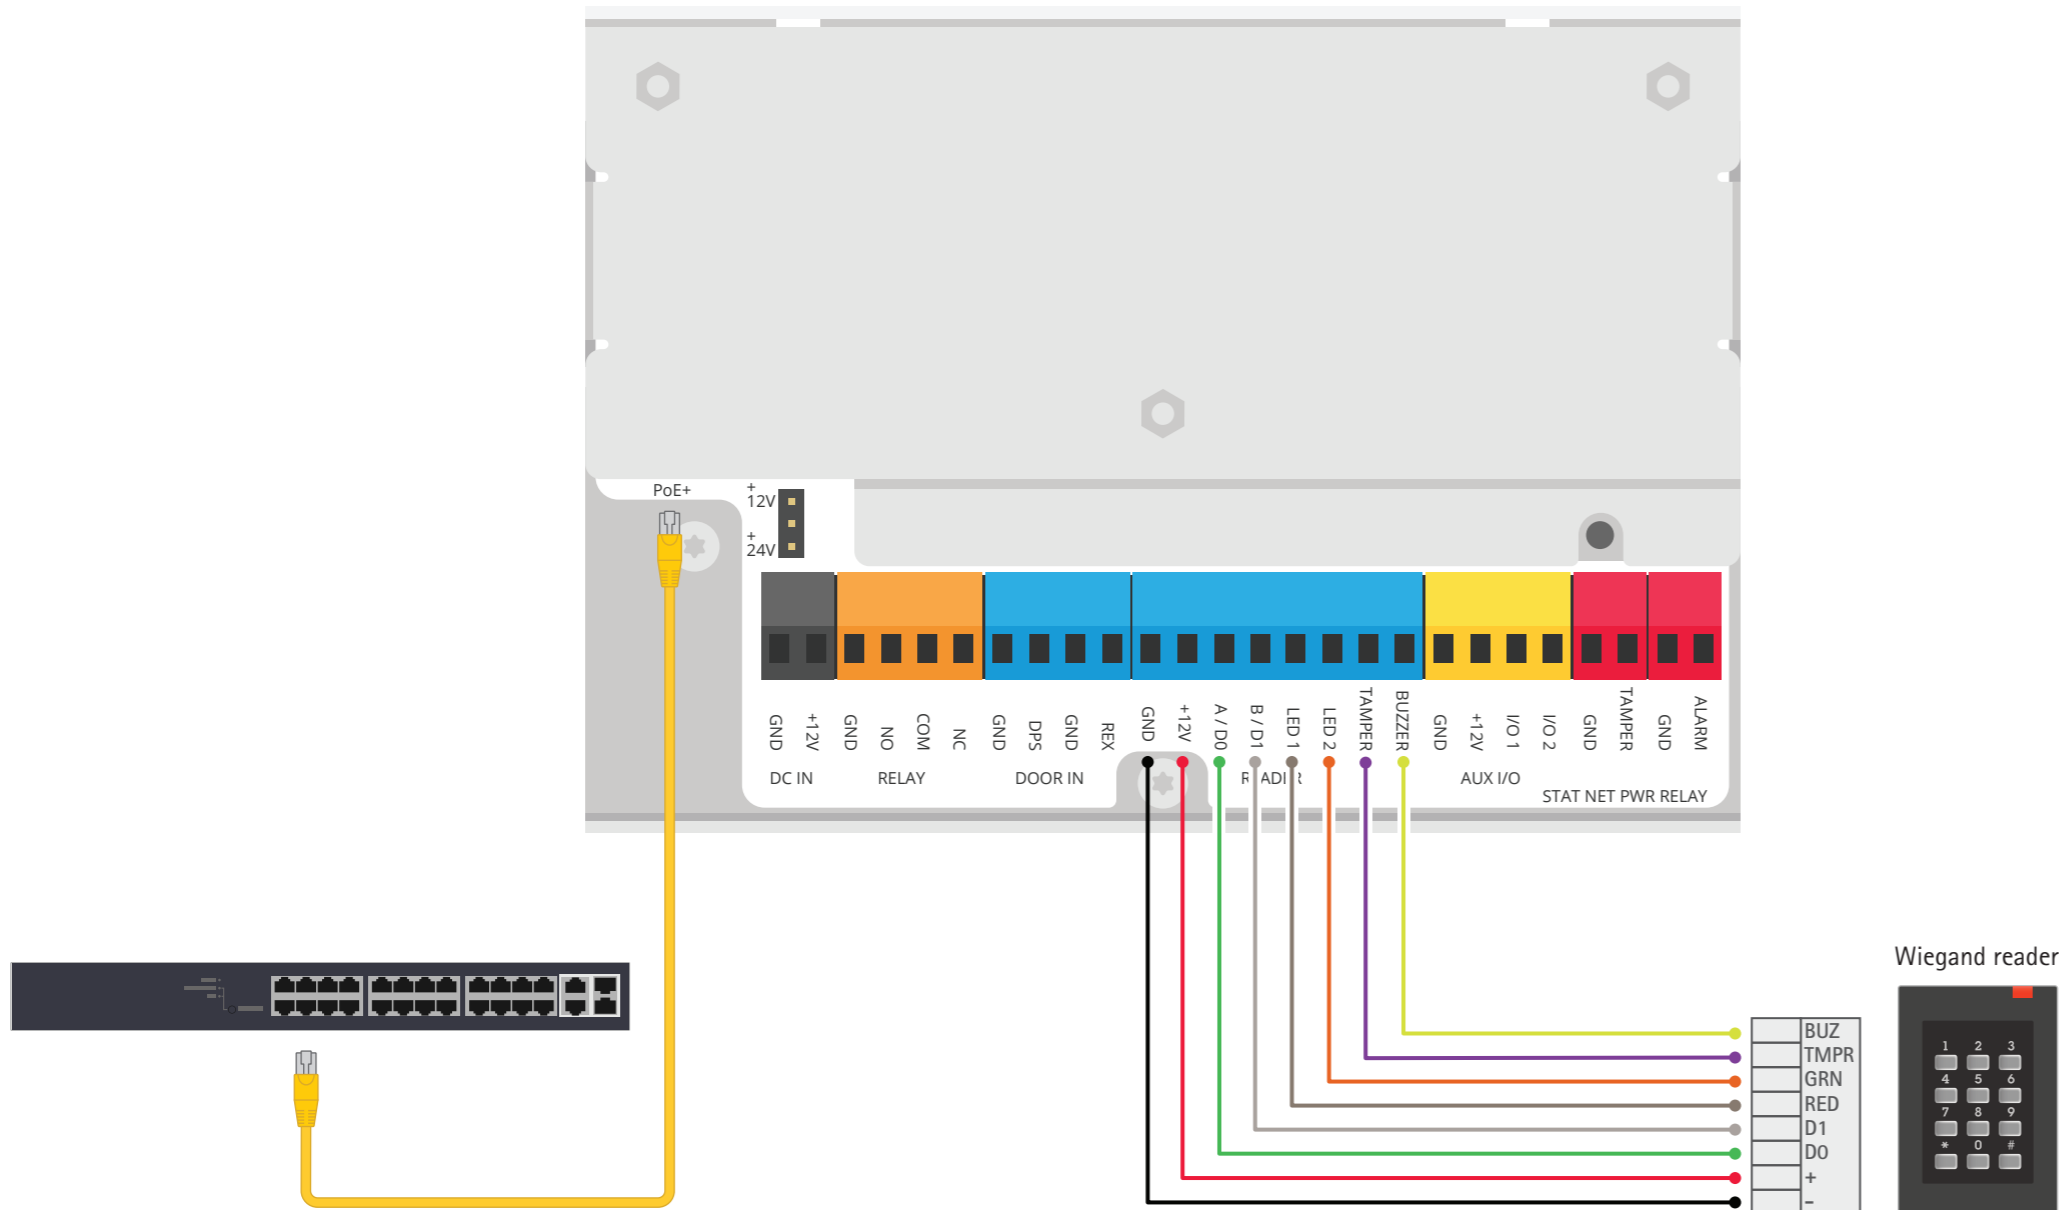 PoE+
+
12V
+
24V
GND
+12V
GND
NO
COM
NC
GND
DPS
GND
REX
GND
+12V
A / D0
B / D1
LED 1
LED 2
TAMPER
BUZZER
GND
+12V
I/O 1
I/O 2
GND
TAMPER
GND
ALARM
DC IN
RELAY
DOOR IN
READER
AUX I/O
STAT NET PWR RELAY
Wiegand reader
BUZ
TMPR
GRN
RED
D1
D0
+
-
1 2 3
4 5 6
7 8 9
* 0 #